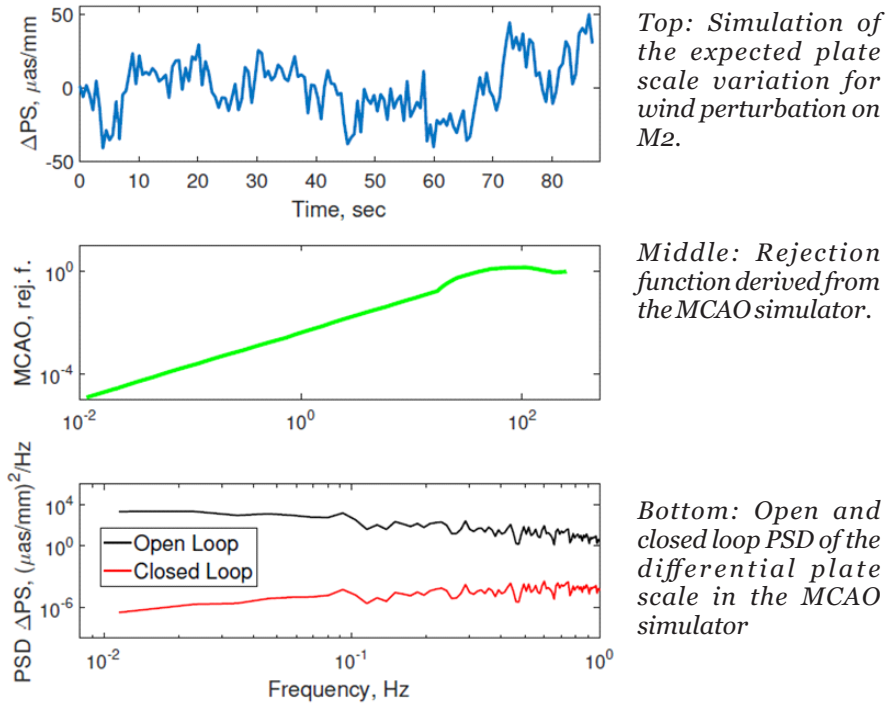 50
0
-50
ΔPS, μas/mm
0 10 20 30 40 50 60 70 80
Time, sec
Top: Simulation of
the expected plate
scale variation for
wind perturbation on
M2.
10^0
10^-4
MCAO, rej. f.
10^-2 10^0 10^2
Middle: Rejection
function derived from
the MCAO simulator.
10^4
10^0
10^-6
PSD ΔPS, (μas/mm)^2/Hz
Open Loop
Closed Loop
10^-2 10^-1 10^0
Frequency, Hz
Bottom: Open and
closed loop PSD of the
differential plate
scale in the MCAO
simulator